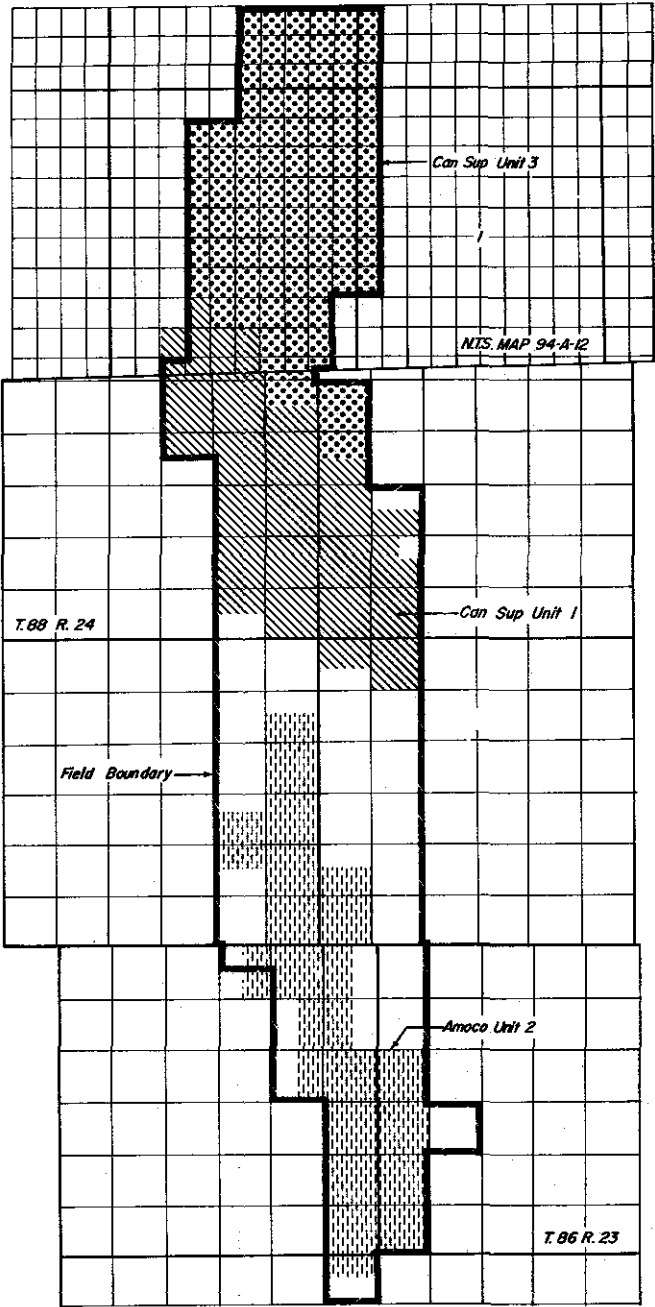 Can Sup Unit 3
1
N.T.S. MAP 94-A-12
T. 88 R. 24
Can Sup Unit 1
Field Boundary
Amoco Unit 2
T. 86 R. 23